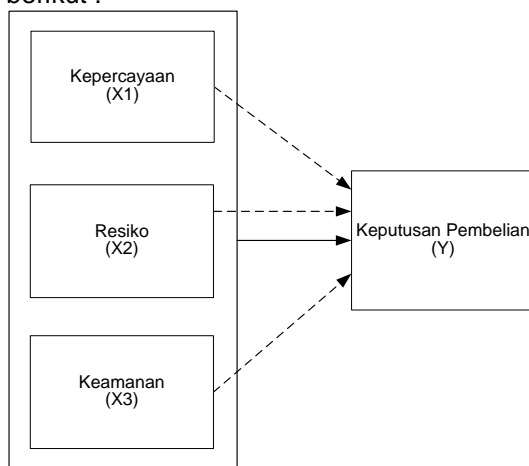 berikut :
Kepercayaan
(X1)
Resiko
(X2)
Keputusan Pembelian
(Y)
Keamanan
(X3)